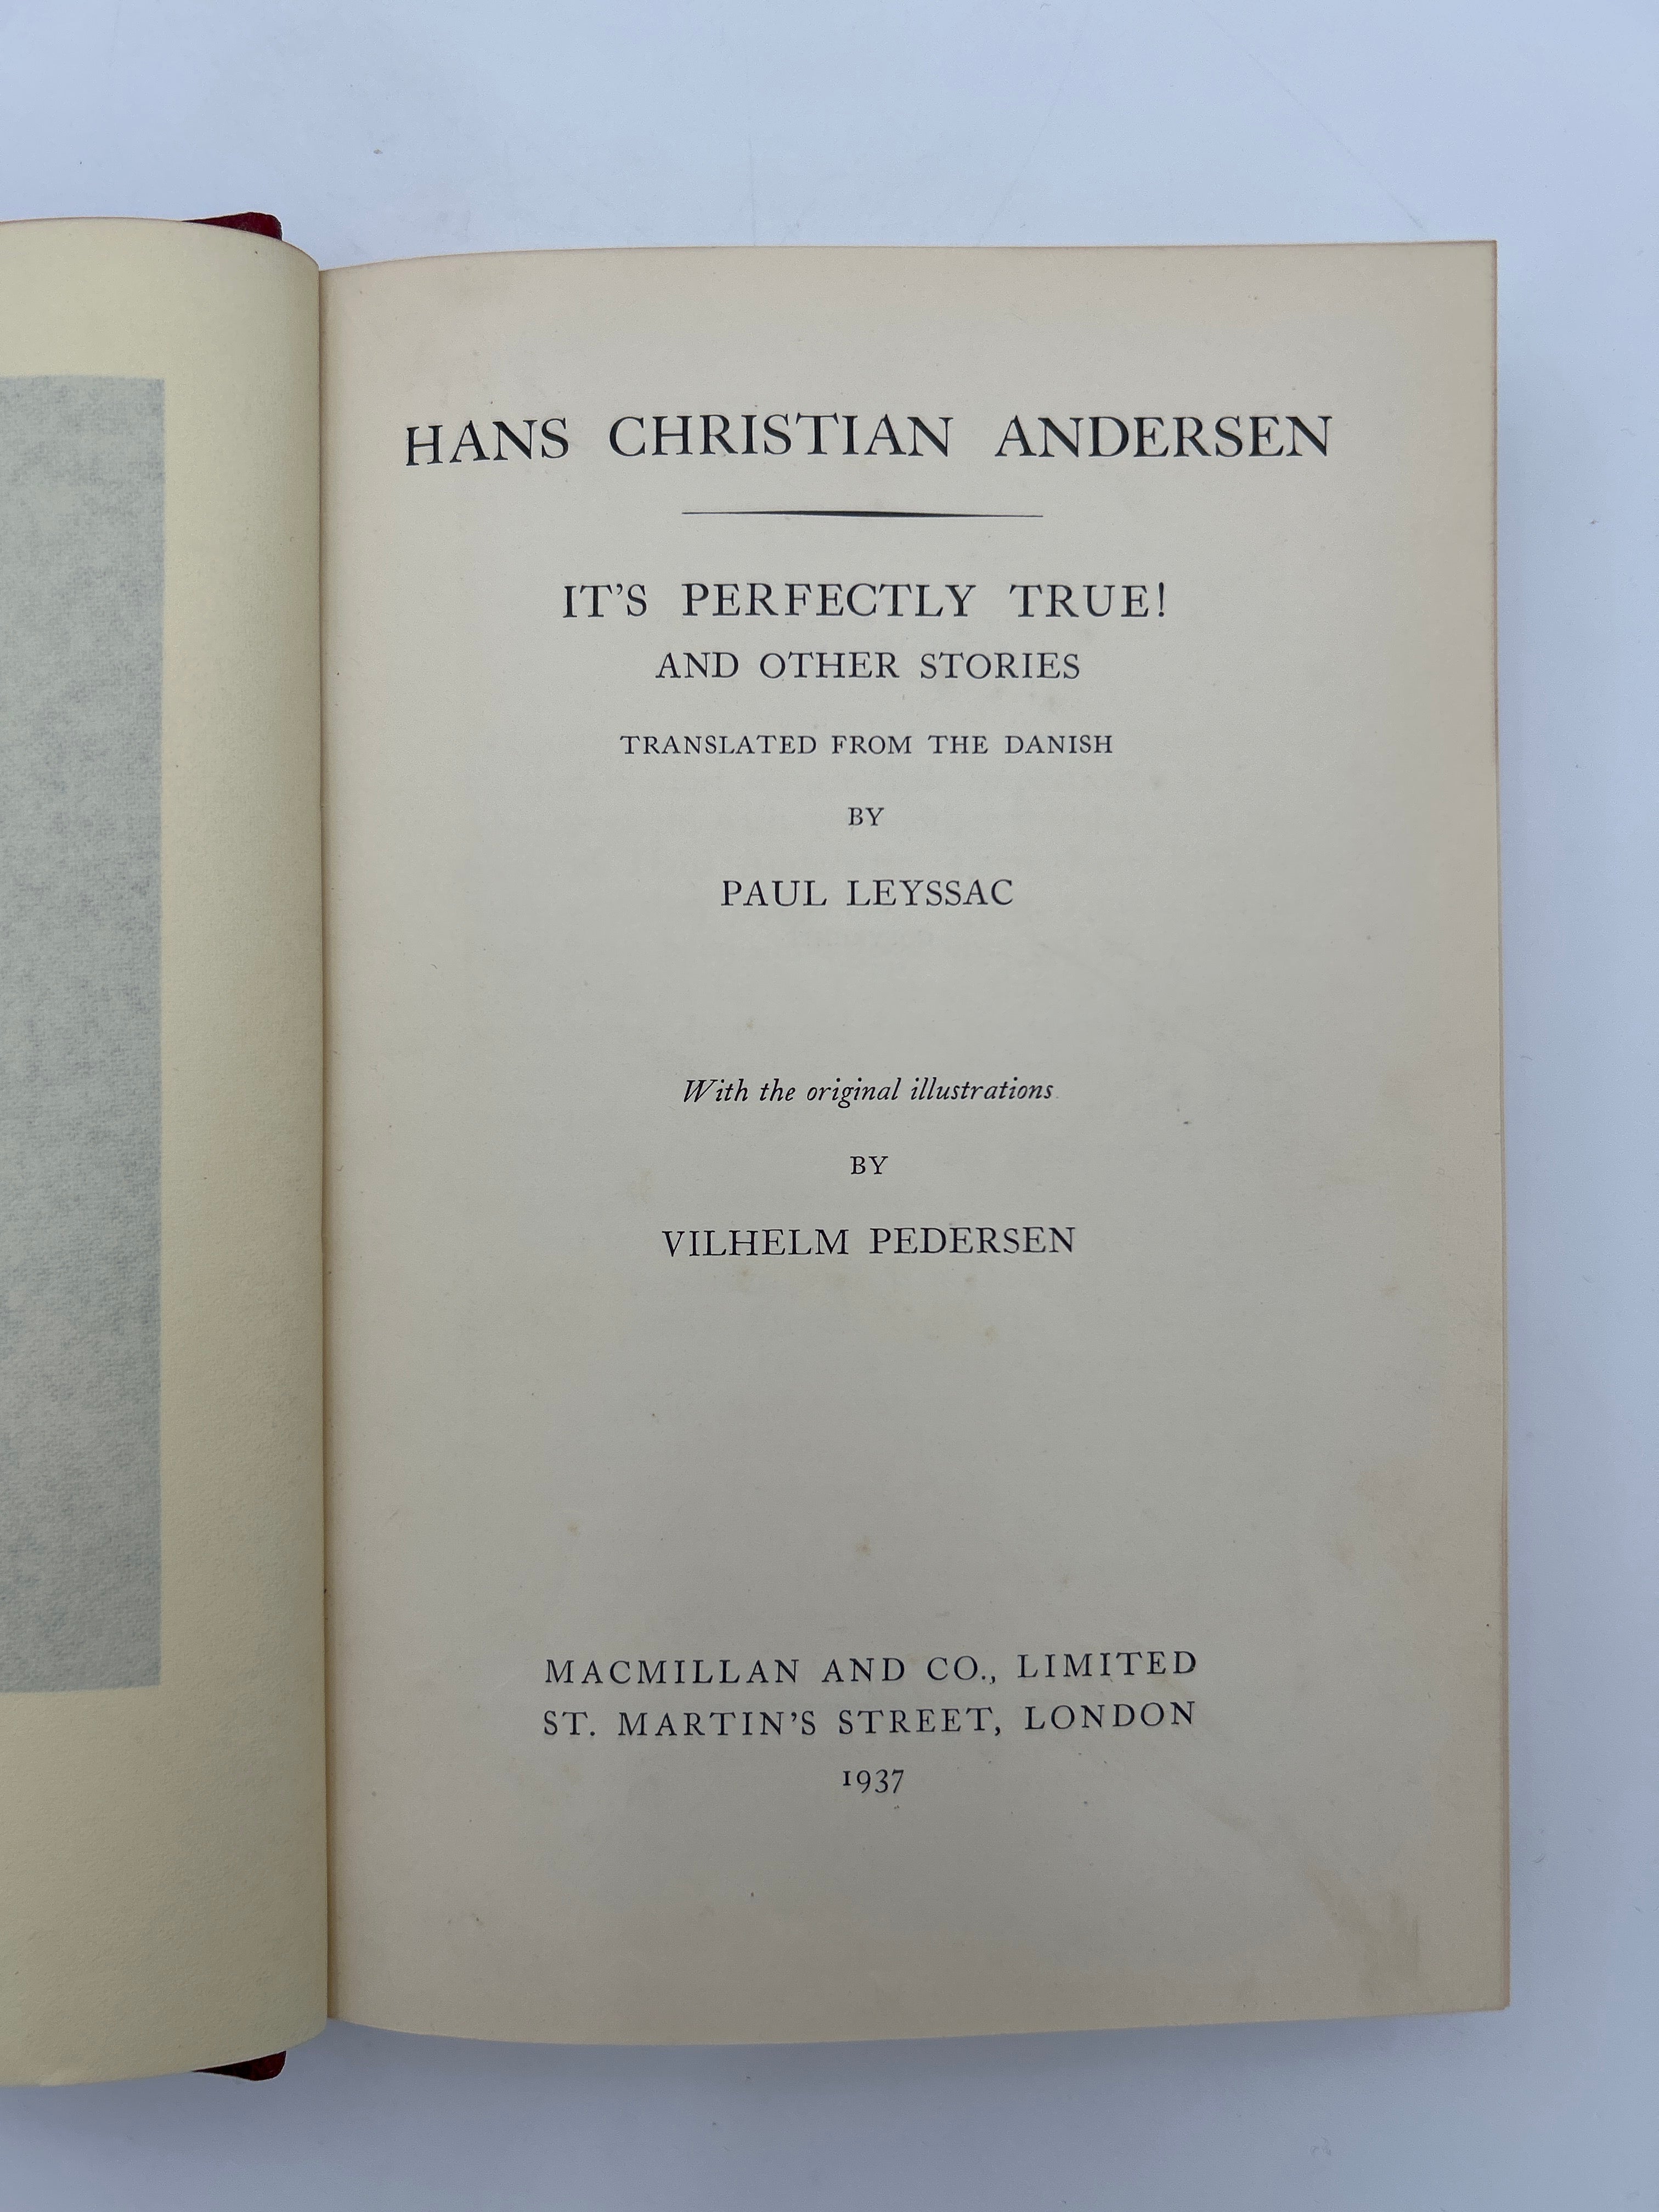 HANS CHRISTIAN ANDERSEN
IT'S PERFECTLY TRUE!
AND OTHER STORIES
TRANSLATED FROM THE DANISH
BY
PAUL LEYSSAC
With the original illustrations
BY
VILHELM PEDERSEN
MACMILLAN AND CO., LIMITED
ST. MARTIN'S STREET, LONDON
1937